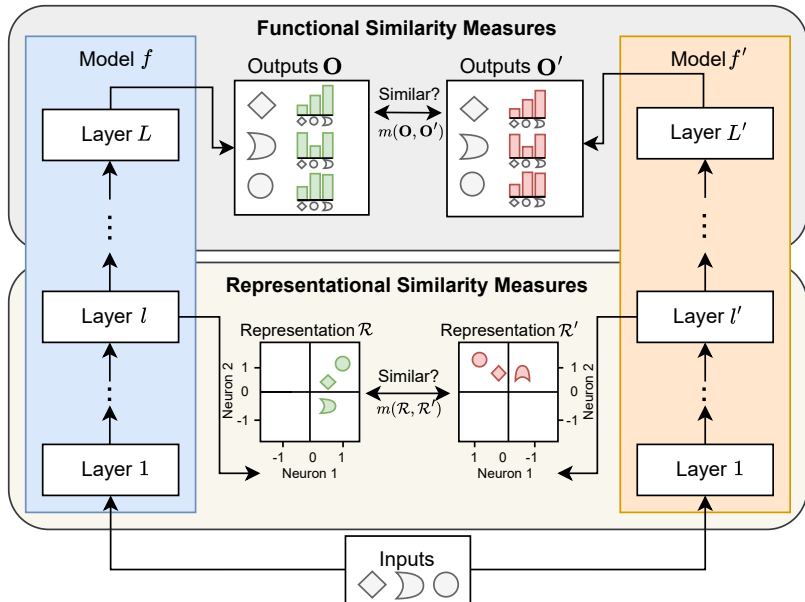 Functional Similarity Measures
Model f
Model f′
Outputs O
Outputs O′
Similar?
m(O, O′)
Layer L
Layer L′
Representational Similarity Measures
Layer l
Layer l′
Representation R
Representation R′
Neuron 2
1
0
-1
-1
0
1
Neuron 1
Similar?
m(R, R′)
1
0
-1
Neuron 2
1
0
-1
Neuron 1
Layer 1
Layer 1
Inputs